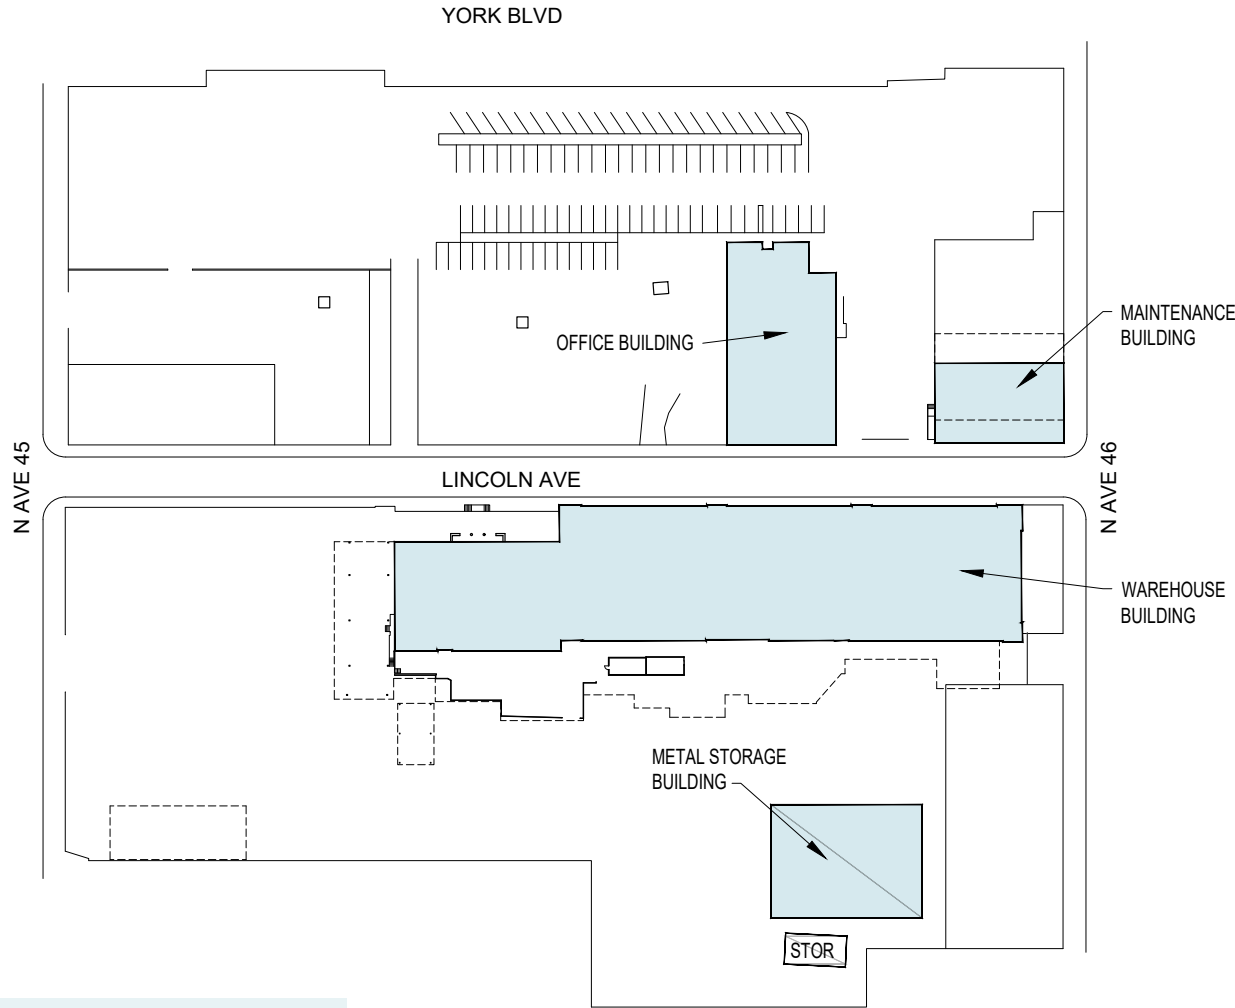 YORK BLVD
MAINTENANCE
BUILDING
OFFICE BUILDING
N AVE 45
LINCOLN AVE
N AVE 46
WAREHOUSE
BUILDING
METAL STORAGE
BUILDING
STOR